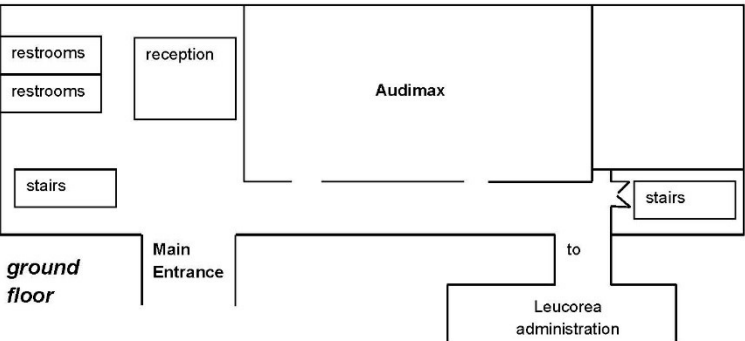 restrooms
reception
restrooms
Audimax
stairs
stairs
Main
Entrance
to
ground
floor
Leucorea
administration